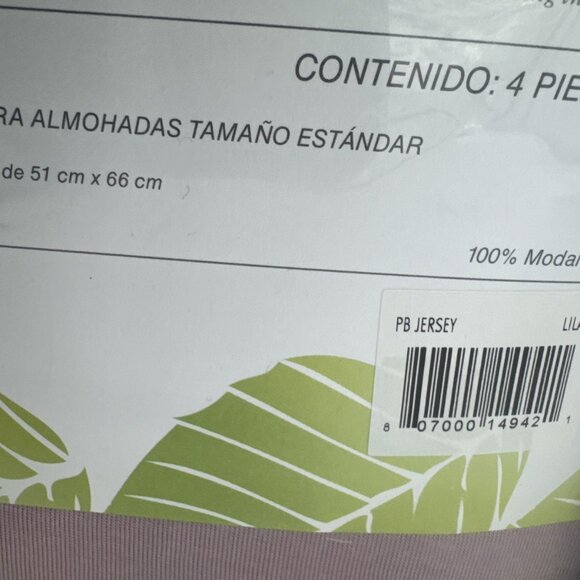 CONTENIDO: 4 PIE
RA ALMOHADAS TAMAÑO ESTÁNDAR
de 51 cm x 66 cm
100% Modal
PB JERSEY LILA
8 07000 14942 1